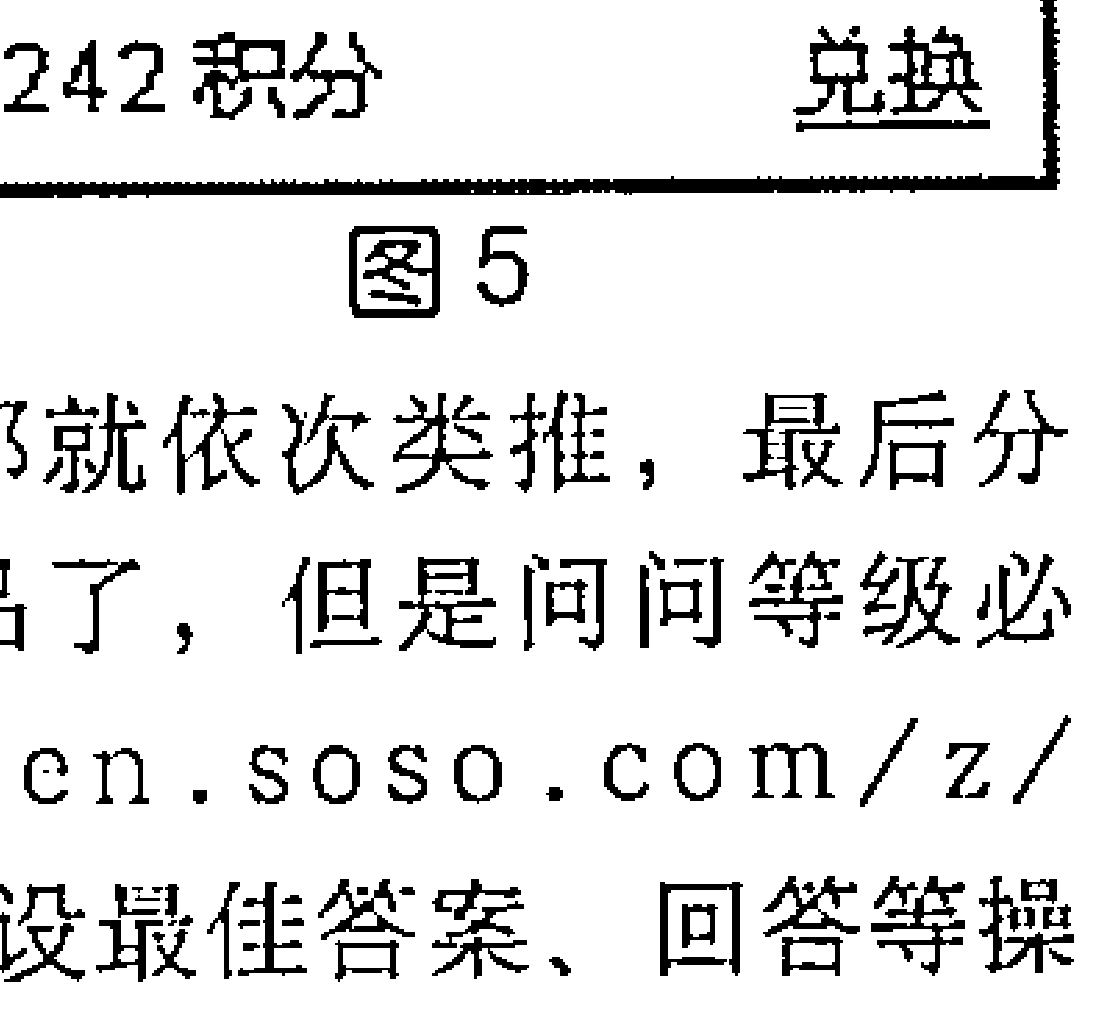 242积分 兑换
图 5
就依次类推，最后分
了，但是问问等级必
en.soso.com/z/
设最佳答案、回答等操